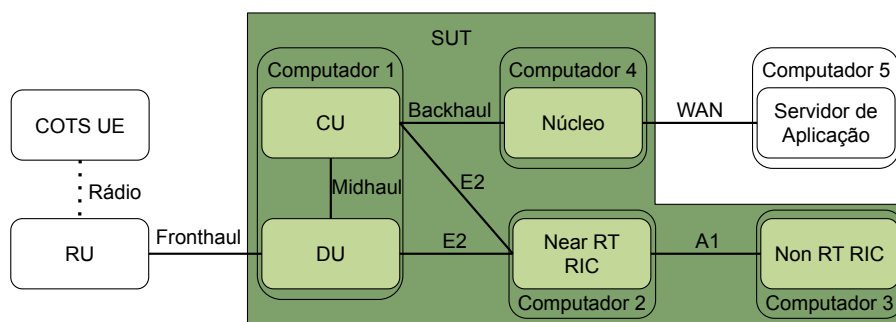 SUT
Computador 1
Computador 4
Computador 5
COTS UE
CU
Backhaul
Núcleo
WAN
Servidor de
Aplicação
Rádio
Midhaul
E2
RU
Fronthaul
DU
E2
Near RT
RIC
A1
Non RT RIC
Computador 2
Computador 3